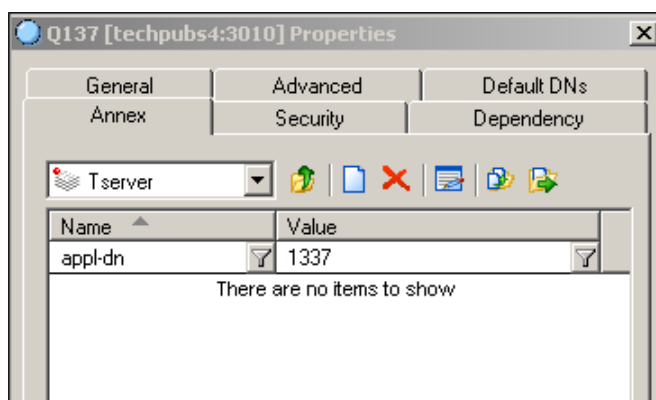 Q137 [techpubs4:3010] Properties
General Advanced Default DNs
Annex Security Dependency
Tserver
Name Value
appl-dn 1337
There are no items to show